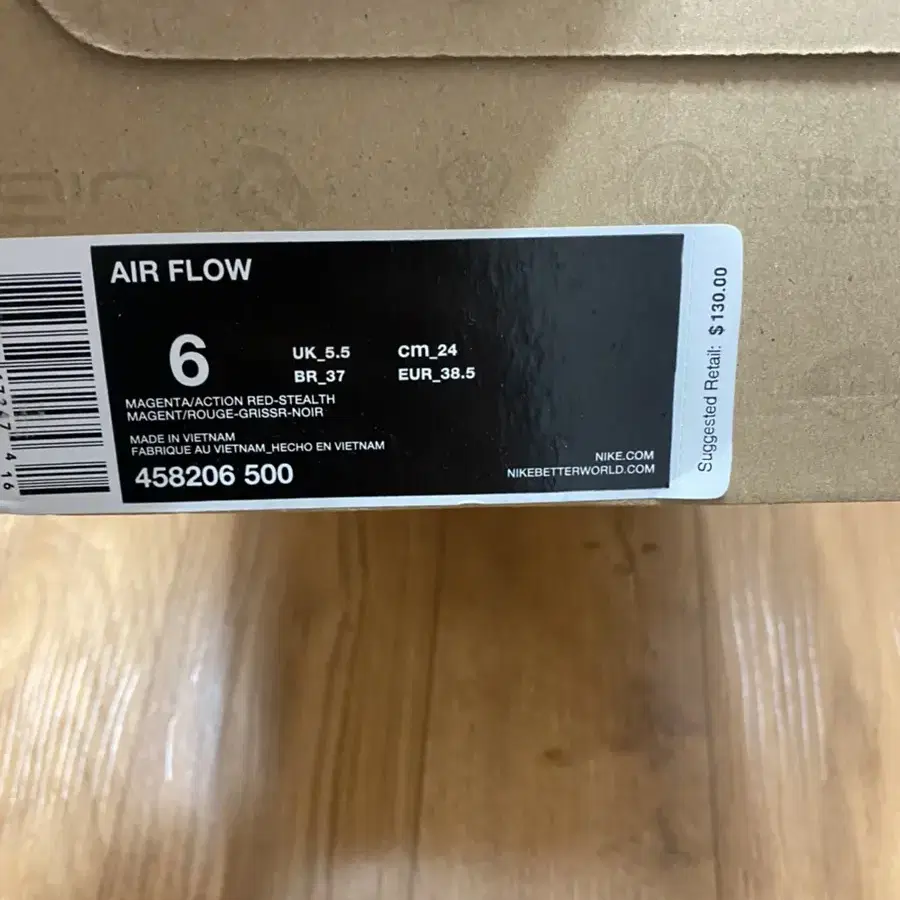 AIR FLOW
6
UK_5.5 cm_24
BR_37 EUR_38.5
MAGENTA/ACTION RED-STEALTH
MAGENT/ROUGE-GRISSR-NOIR
MADE IN VIETNAM
FABRIQUE AU VIETNAM_HECHO EN VIETNAM
458206 500
NIKE.COM
NIKEBETTERWORLD.COM
Suggested Retail: $130.00